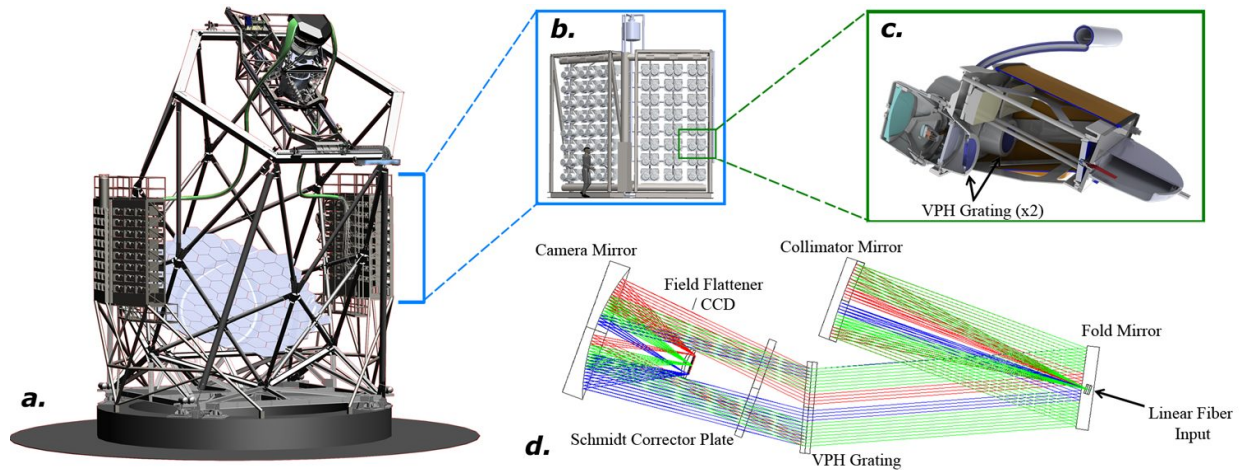 a.
b.
c.
VPH Grating (x2)
Camera Mirror
Collimator Mirror
Field Flattener
/ CCD
Fold Mirror
Linear Fiber
Input
Schmidt Corrector Plate
VPH Grating
d.